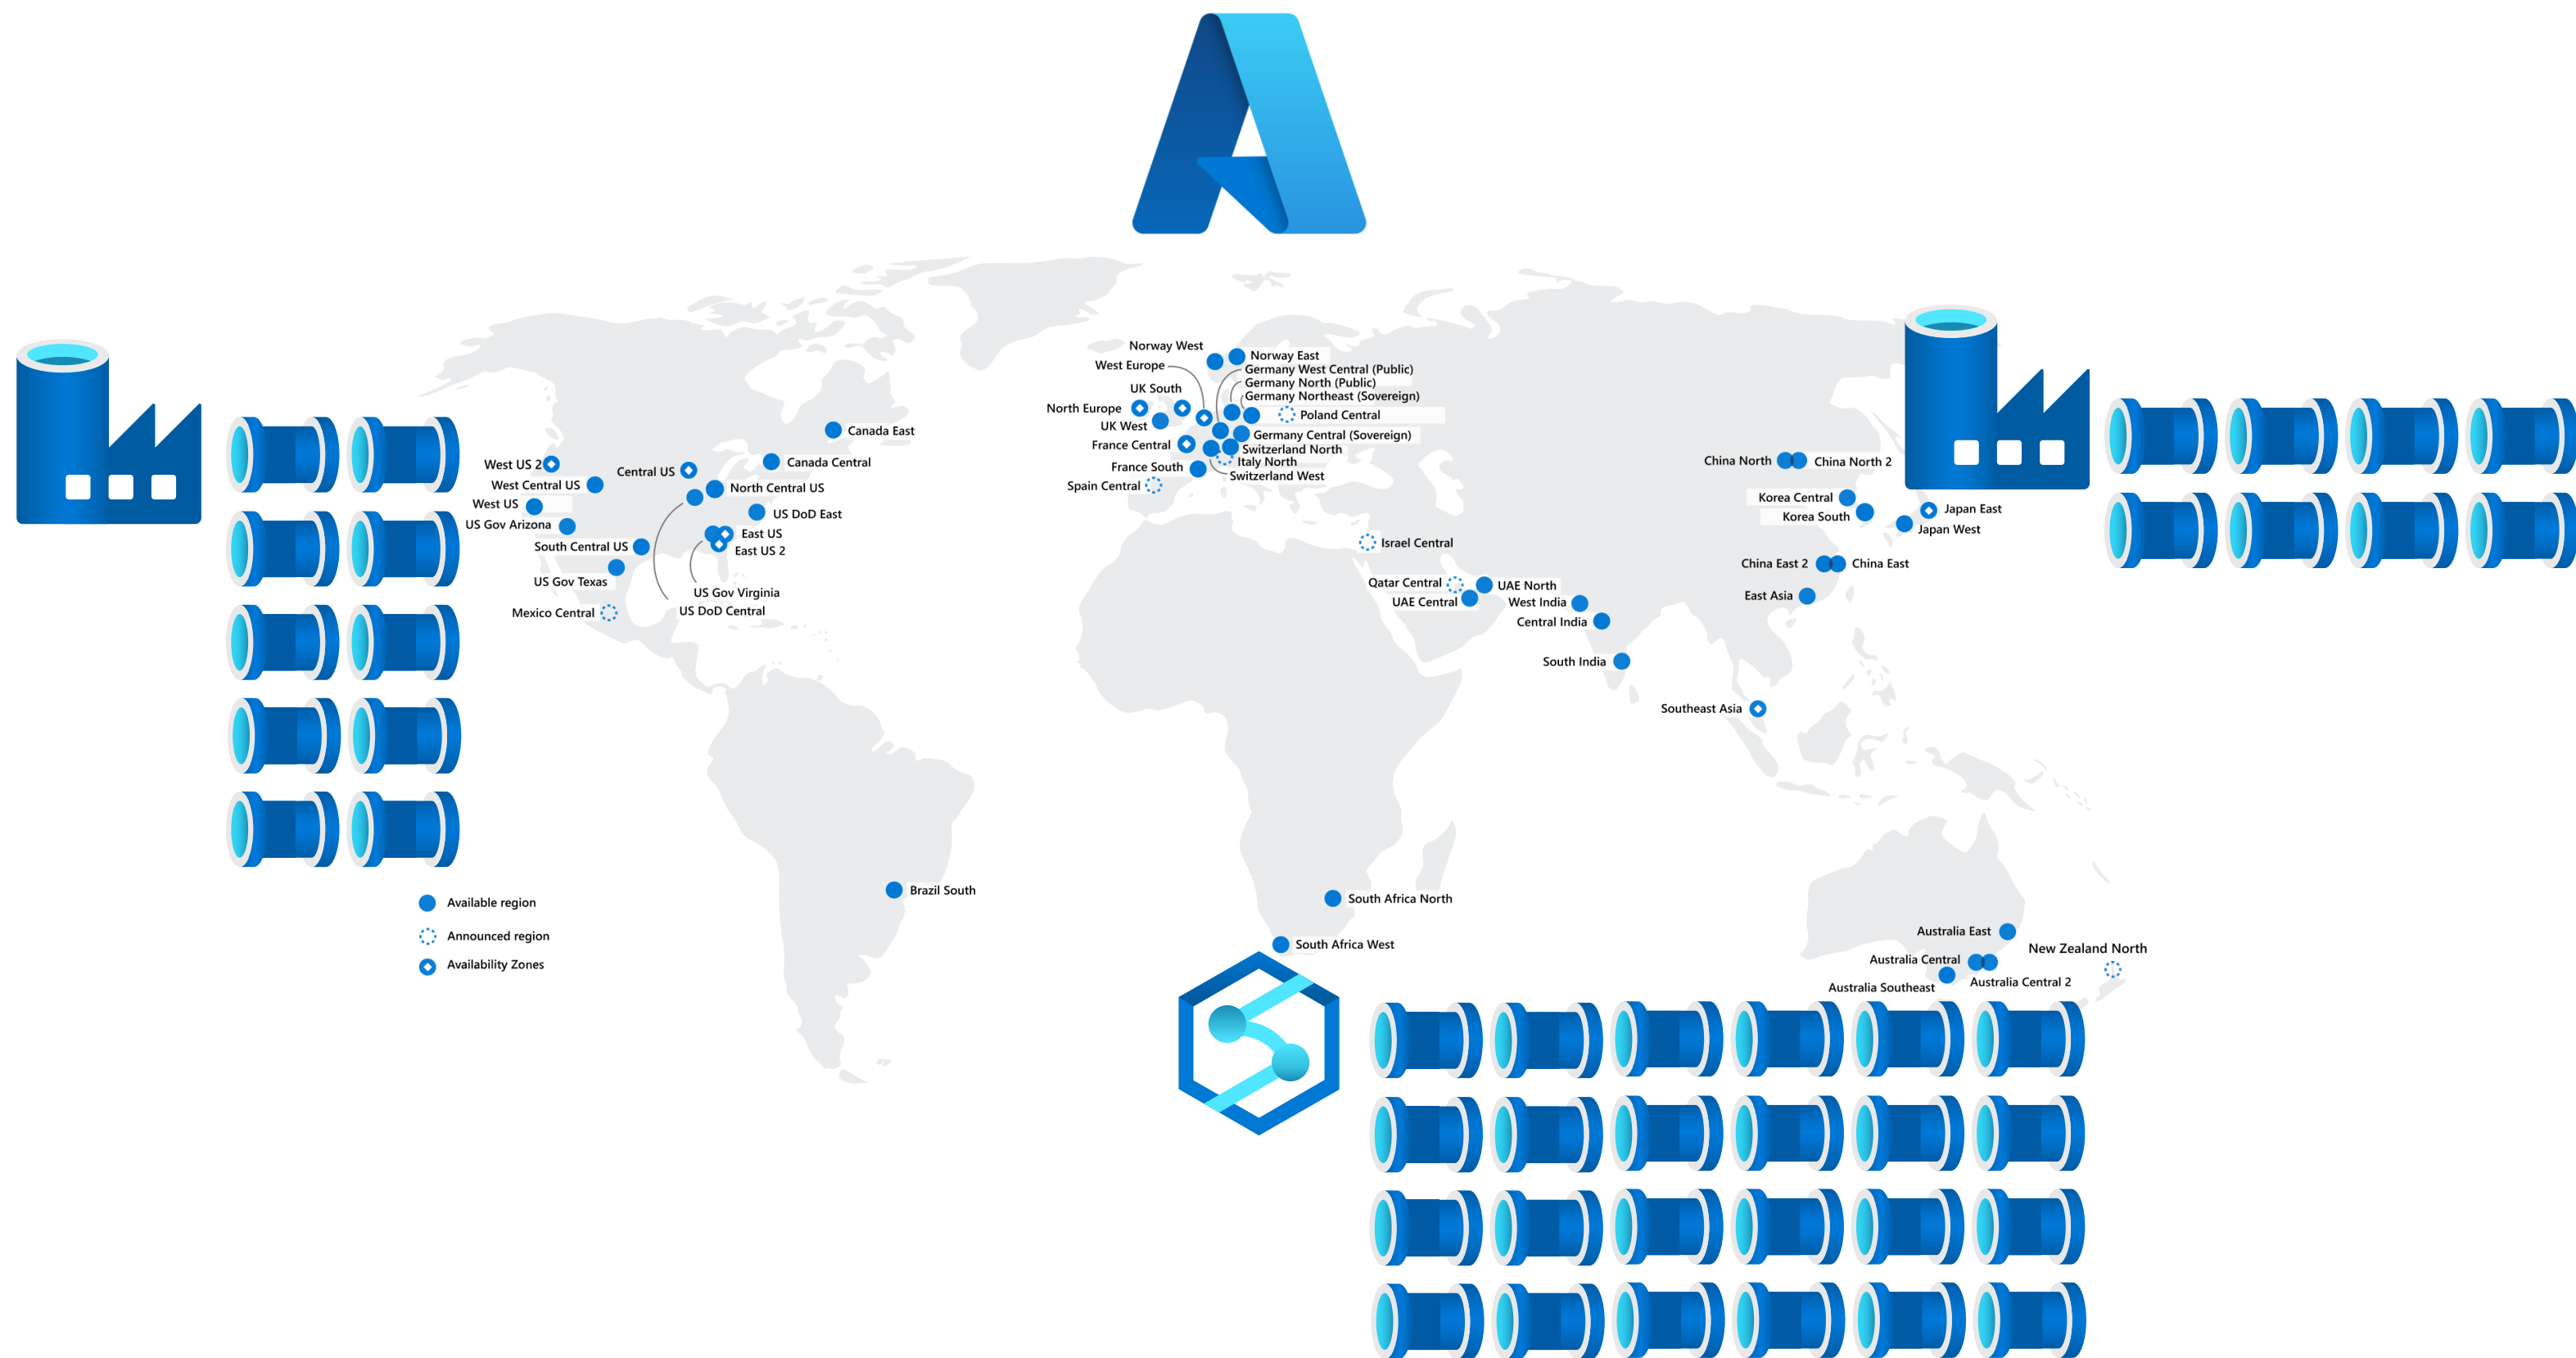 Norway West
Norway East
West Europe
Germany West Central (Public)
Germany North (Public)
UK South
Germany Northeast (Sovereign)
North Europe
Poland Central
UK West
Germany Central (Sovereign)
France Central
Switzerland North
Italy North
France South
Switzerland West
Spain Central
Canada East
West US 2
Central US
Canada Central
West Central US
North Central US
West US
US DoD East
US Gov Arizona
East US
South Central US
East US 2
US Gov Texas
US Gov Virginia
Mexico Central
US DoD Central
China North
China North 2
Korea Central
Korea South
Japan East
Japan West
Israel Central
China East 2
China East
Qatar Central
UAE North
East Asia
UAE Central
West India
Central India
South India
Southeast Asia
Brazil South
South Africa North
South Africa West
Available region
Announced region
Availability Zones
Australia East
New Zealand North
Australia Central
Australia Central 2
Australia Southeast